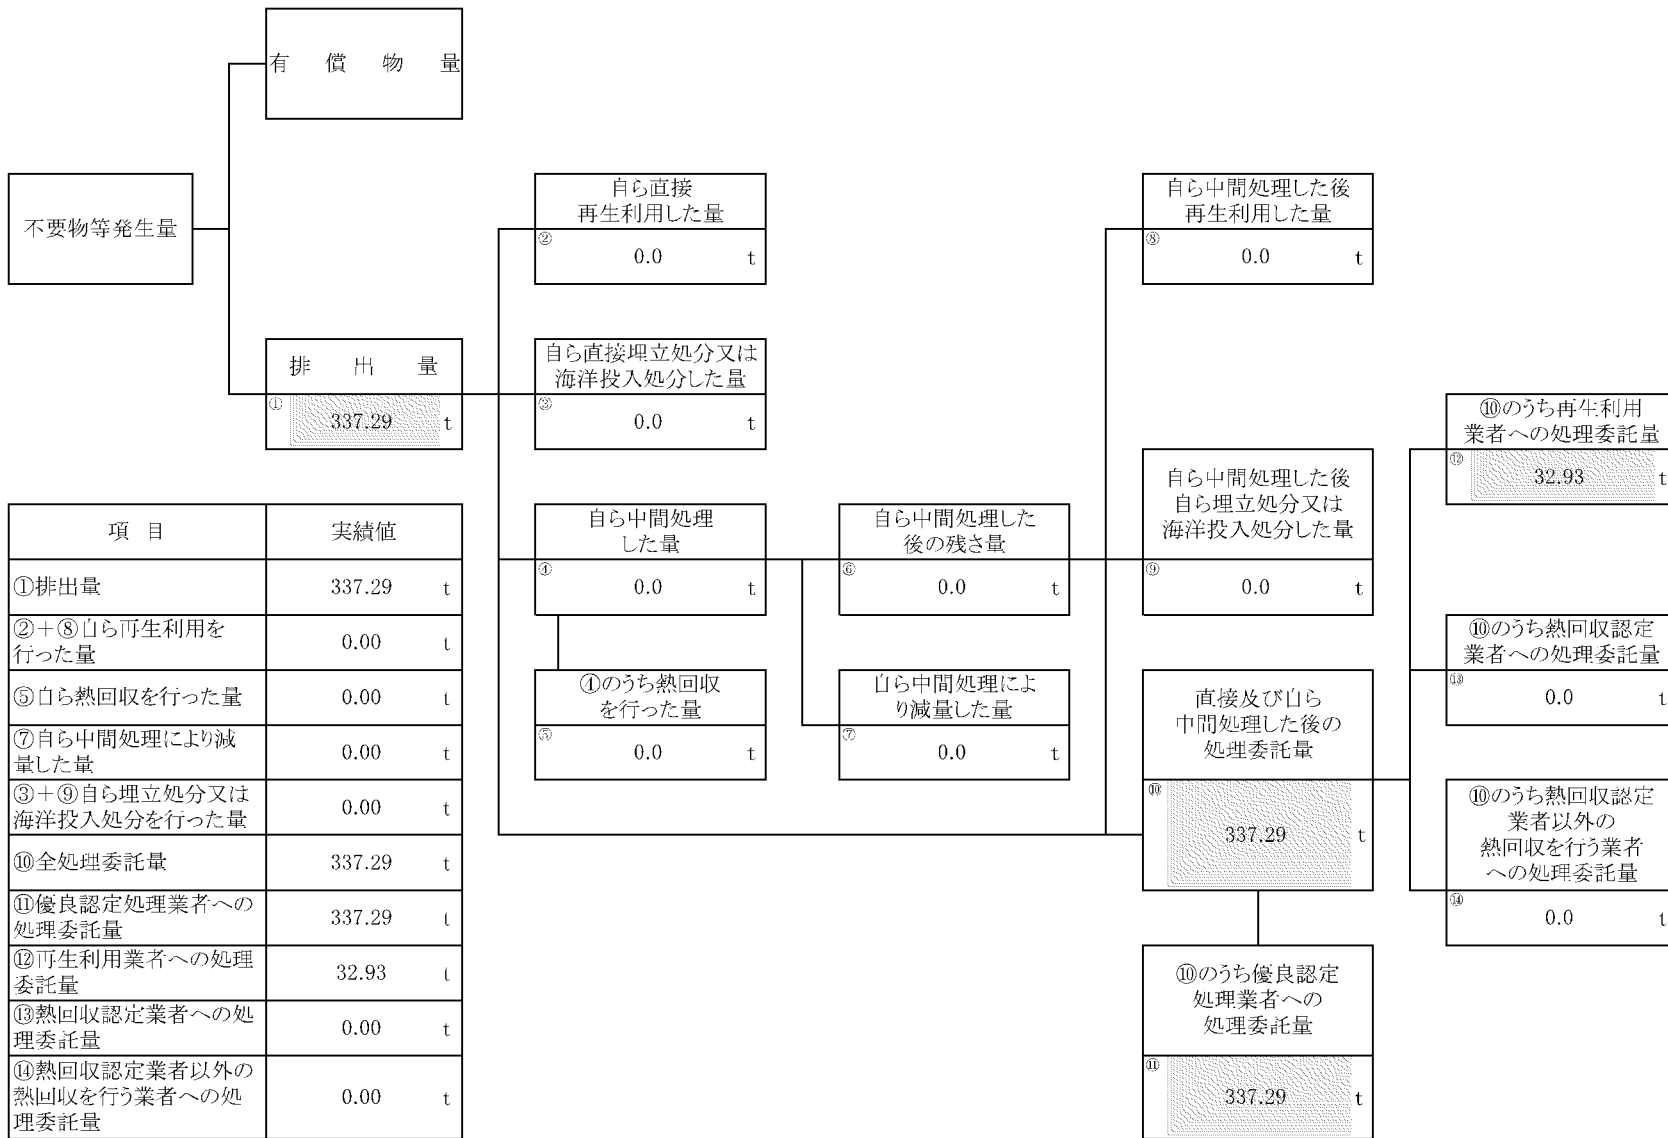 有償物量
不要物等発生量
排出量
① 337.29 t
自ら直接
再生利用した量
② 0.0 t
自ら直接埋立処分又は
海洋投入処分した量
③ 0.0 t
自ら中間処理
した量
④ 0.0 t
④のうち熱回収
を行った量
⑤ 0.0 t
自ら中間処理した
後の残さ量
⑥ 0.0 t
自ら中間処理によ
り減量した量
⑦ 0.0 t
自ら中間処理した後
再生利用した量
⑧ 0.0 t
自ら中間処理した後
自ら埋立処分又は
海洋投入処分した量
⑨ 0.0 t
直接及び自ら
中間処理した後の
処理委託量
⑩ 337.29 t
⑩のうち優良認定
処理業者への
処理委託量
⑪ 337.29 t
⑩のうち再生利用
業者への処理委託量
⑫ 32.93 t
⑩のうち熱回収認定
業者への処理委託量
⑬ 0.0 t
⑩のうち熱回収認定
業者以外の
熱回収を行う業者
への処理委託量
⑭ 0.0 t
項目 実績値
①排出量 337.29 t
②+⑧自ら再生利用を
行った量 0.00 t
⑤自ら熱回収を行った量 0.00 t
⑦自ら中間処理により減
量した量 0.00 t
③+⑨自ら埋立処分又は
海洋投入処分を行った量 0.00 t
⑩全処理委託量 337.29 t
⑪優良認定処理業者への
処理委託量 337.29 t
⑫再生利用業者への処理
委託量 32.93 t
⑬熱回収認定業者への処
理委託量 0.00 t
⑭熱回収認定業者以外の
熱回収を行う業者への処
理委託量 0.00 t